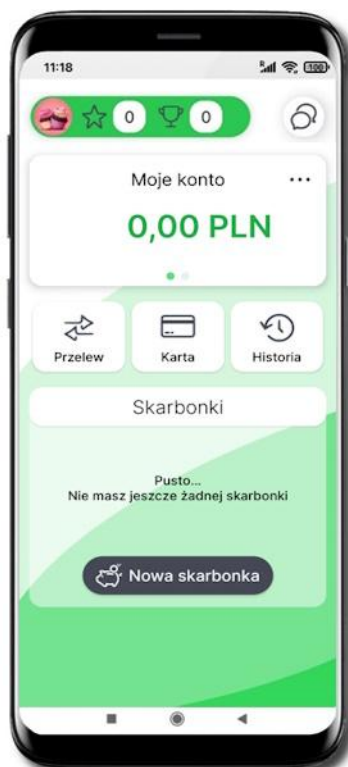 11:18
R
100
0
0
Moje konto
...
0,00 PLN
Przelew
Karta
Historia
Skarbonki
Pusto...
Nie masz jeszcze żadnej skarbonki
Nowa skarbonka